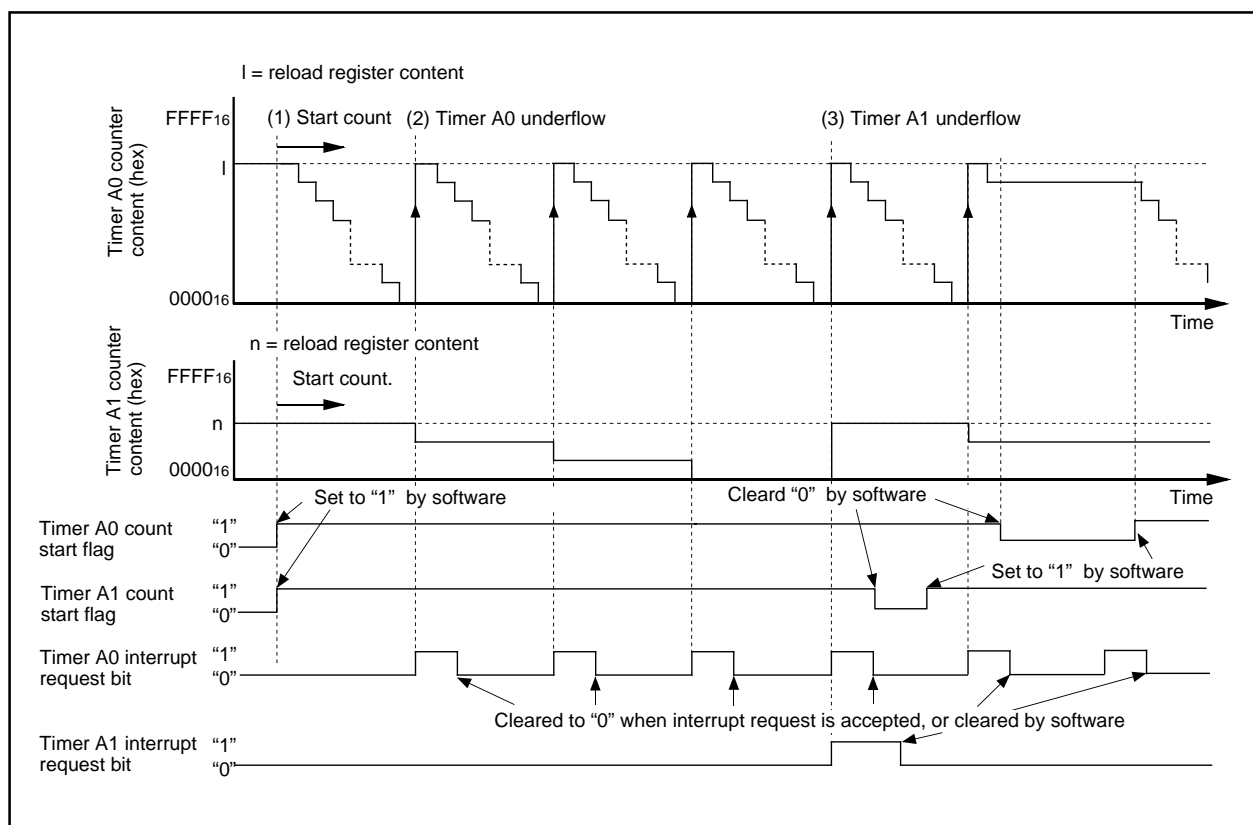 l = reload register content
FFFF16
(1) Start count
(2) Timer A0 underflow
(3) Timer A1 underflow
l
Timer A0 counter
content (hex)
000016
Time
n = reload register content
FFFF16
Start count.
Timer A1 counter
content (hex)
n
000016
Time
Set to “1” by software
Cleard “0” by software
Timer A0 count
start flag
“1”
“0”
Set to “1” by software
Timer A1 count
start flag
“1”
“0”
Timer A0 interrupt
request bit
“1”
“0”
Cleared to “0” when interrupt request is accepted, or cleared by software
Timer A1 interrupt
request bit
“1”
“0”